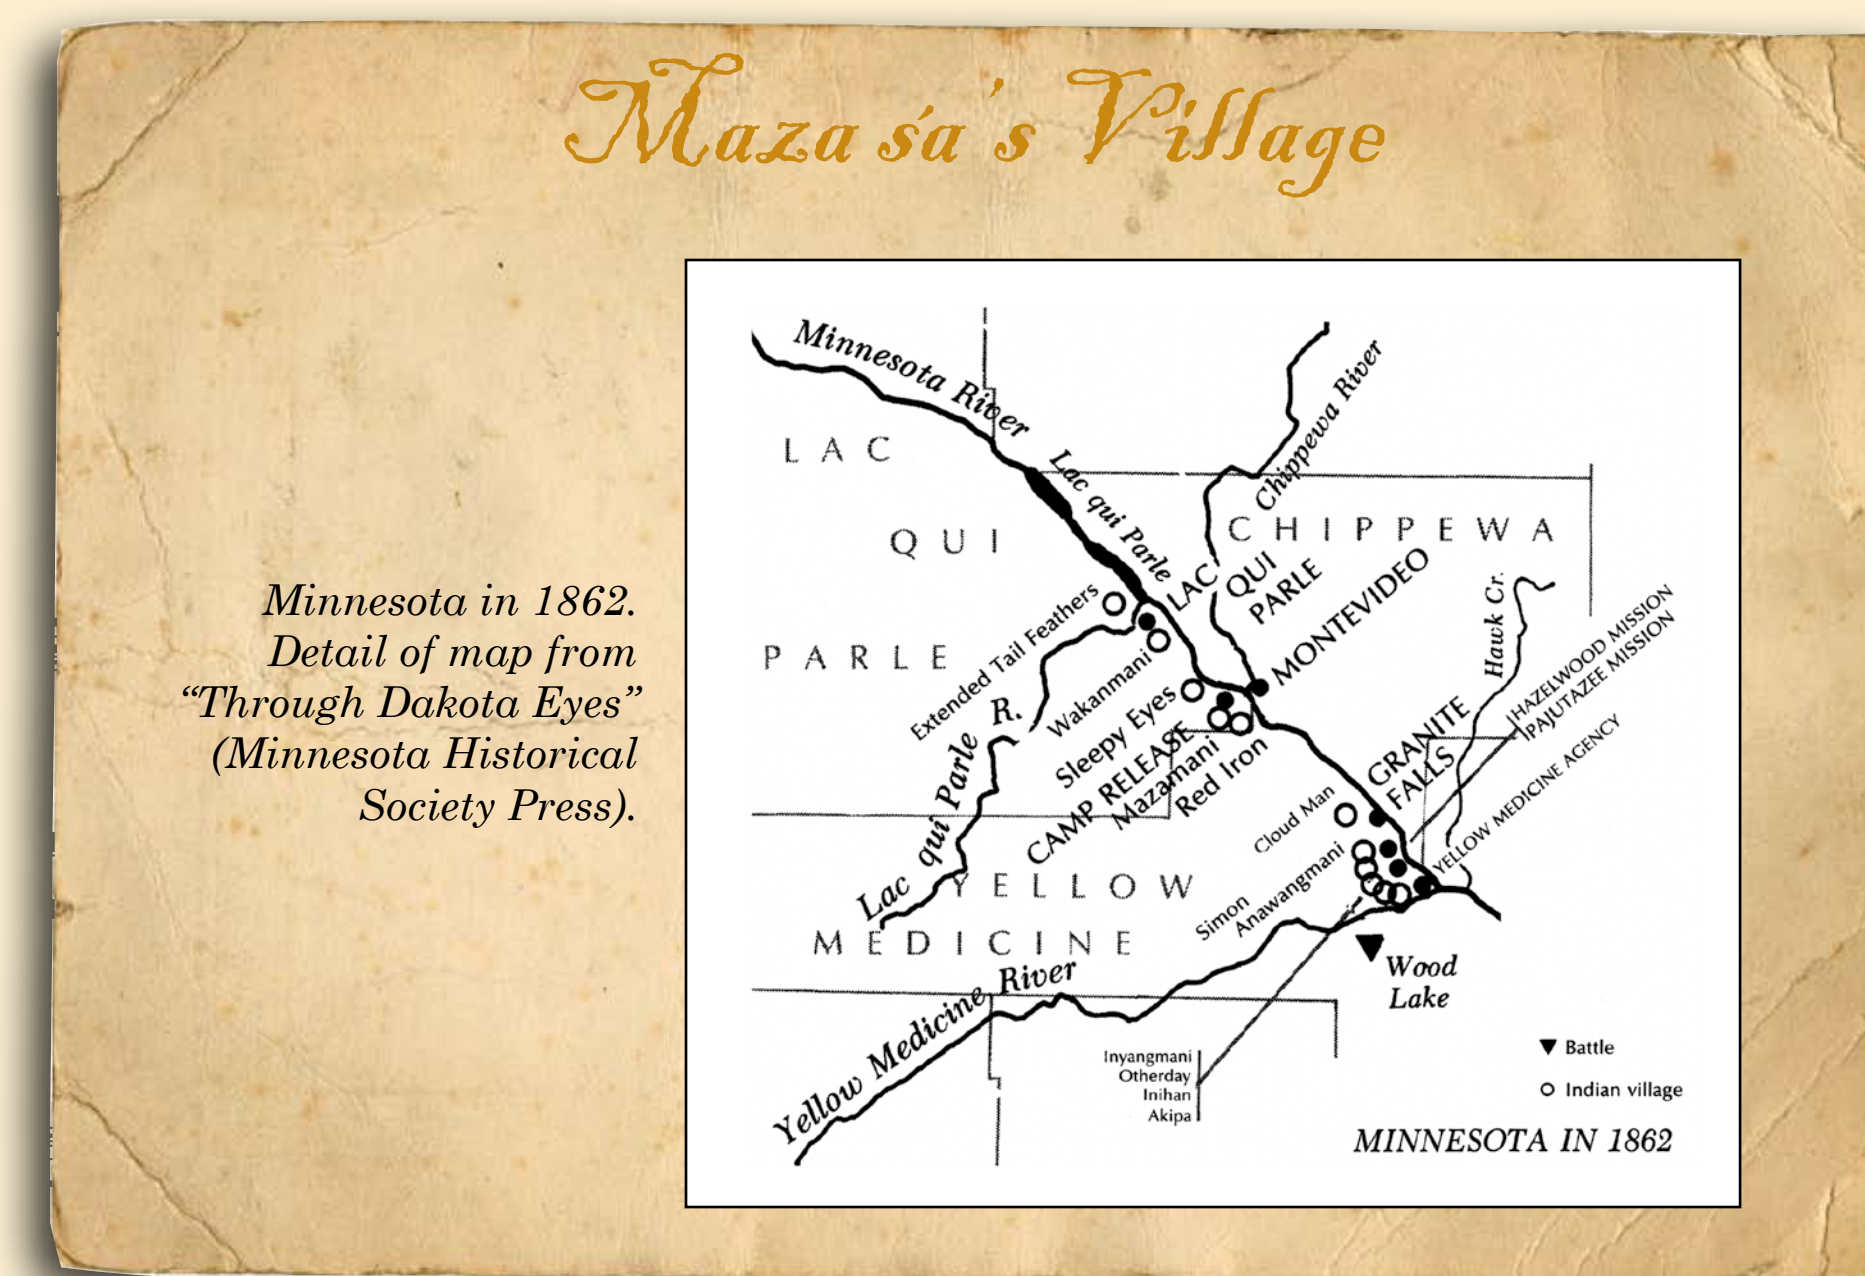 Maza śa's Village
Minnesota in 1862.
Detail of map from
“Through Dakota Eyes”
(Minnesota Historical
Society Press).
Minnesota River
Chippewa River
LAC
QUI
PARLE
Lac qui Parle
CHIPPEWA
LAC
QUI
PARLE
MONTEVIDEO
Hawk Cr.
HAZELWOOD MISSION
PAJUTAZEE MISSION
Extended Tail Feathers
Wakanmani
Sleepy Eyes
CAMP RELEASE
Mazamani
Red Iron
GRANITE
FALLS
YELLOW MEDICINE AGENCY
Cloud Man
Simon
Anawangmani
Lac qui Parle R.
YELLOW
MEDICINE
Yellow Medicine River
Wood
Lake
Inyangmani
Otherday
Inihan
Akipa
Battle
Indian village
MINNESOTA IN 1862